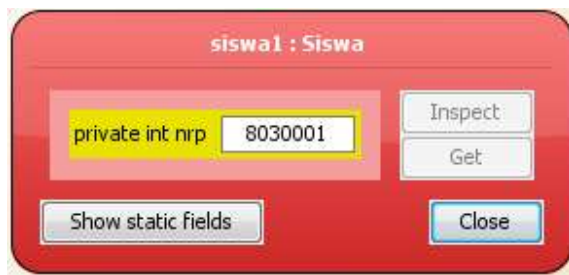 siswa1 : Siswa
private int nrp 8030001
Inspect
Get
Show static fields
Close